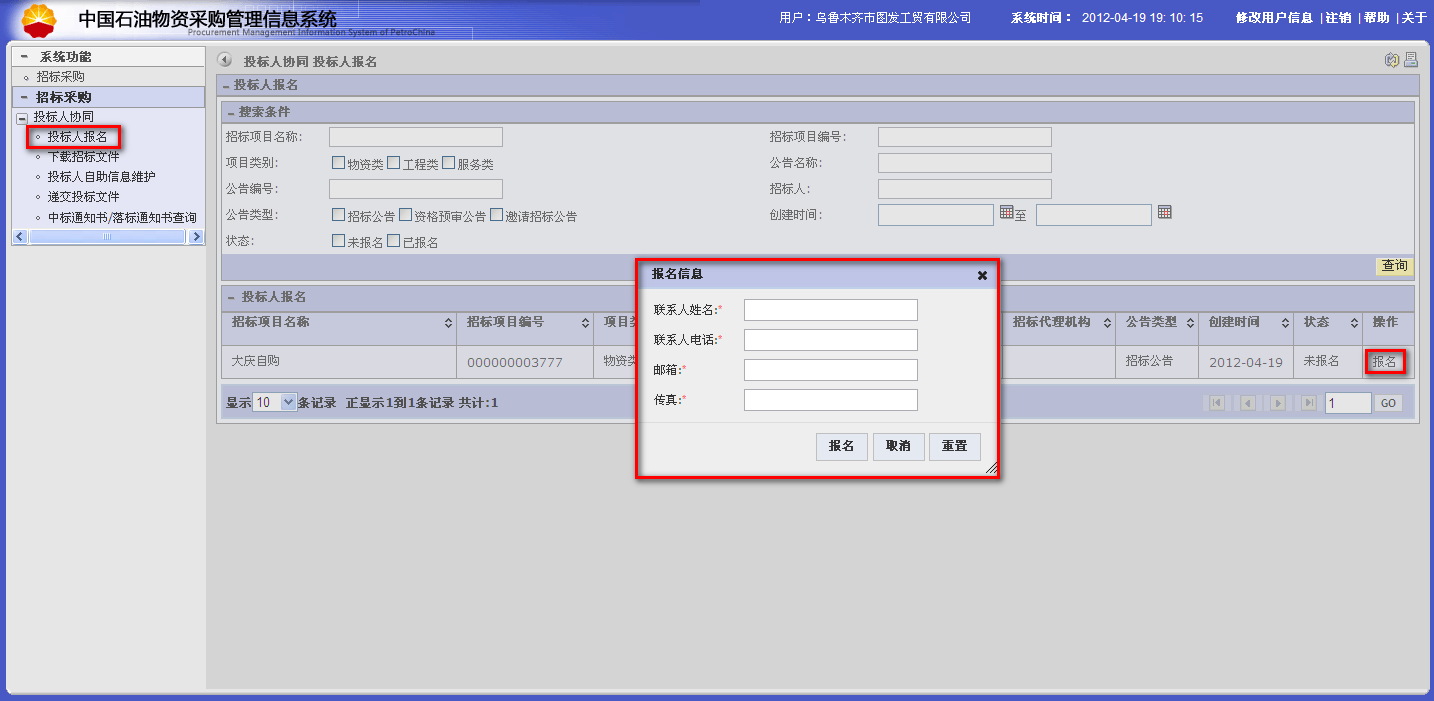 中国石油物资采购管理信息系统
Procurement Management Information System of PetroChina
用户：乌鲁木齐市图发工贸有限公司 系统时间： 2012-04-19 19:10:15 修改用户信息 |注销 |帮助 |关于
系统功能
招标采购
招标采购
投标人协同
投标人报名
下载招标文件
投标人自助信息维护
递交投标文件
中标通知书/落标通知书查询
投标人协同 投标人报名
投标人报名
搜索条件
招标项目名称: 招标项目编号:
项目类别: 物资类 工程类 服务类 公告名称:
公告编号: 招标人:
公告类型: 招标公告 资格预审公告 邀请招标公告 创建时间: 至
状态: 未报名 已报名
查询
投标人报名
招标项目名称 招标项目编号 项目 招标代理机构 公告类型 创建时间 状态 操作
大庆自购 000000003777 物资类 招标公告 2012-04-19 未报名 报名
显示 10 条记录 正显示1到1条记录 共计:1 1 GO
报名信息
联系人姓名:*
联系人电话:*
邮箱:*
传真:*
报名 取消 重置